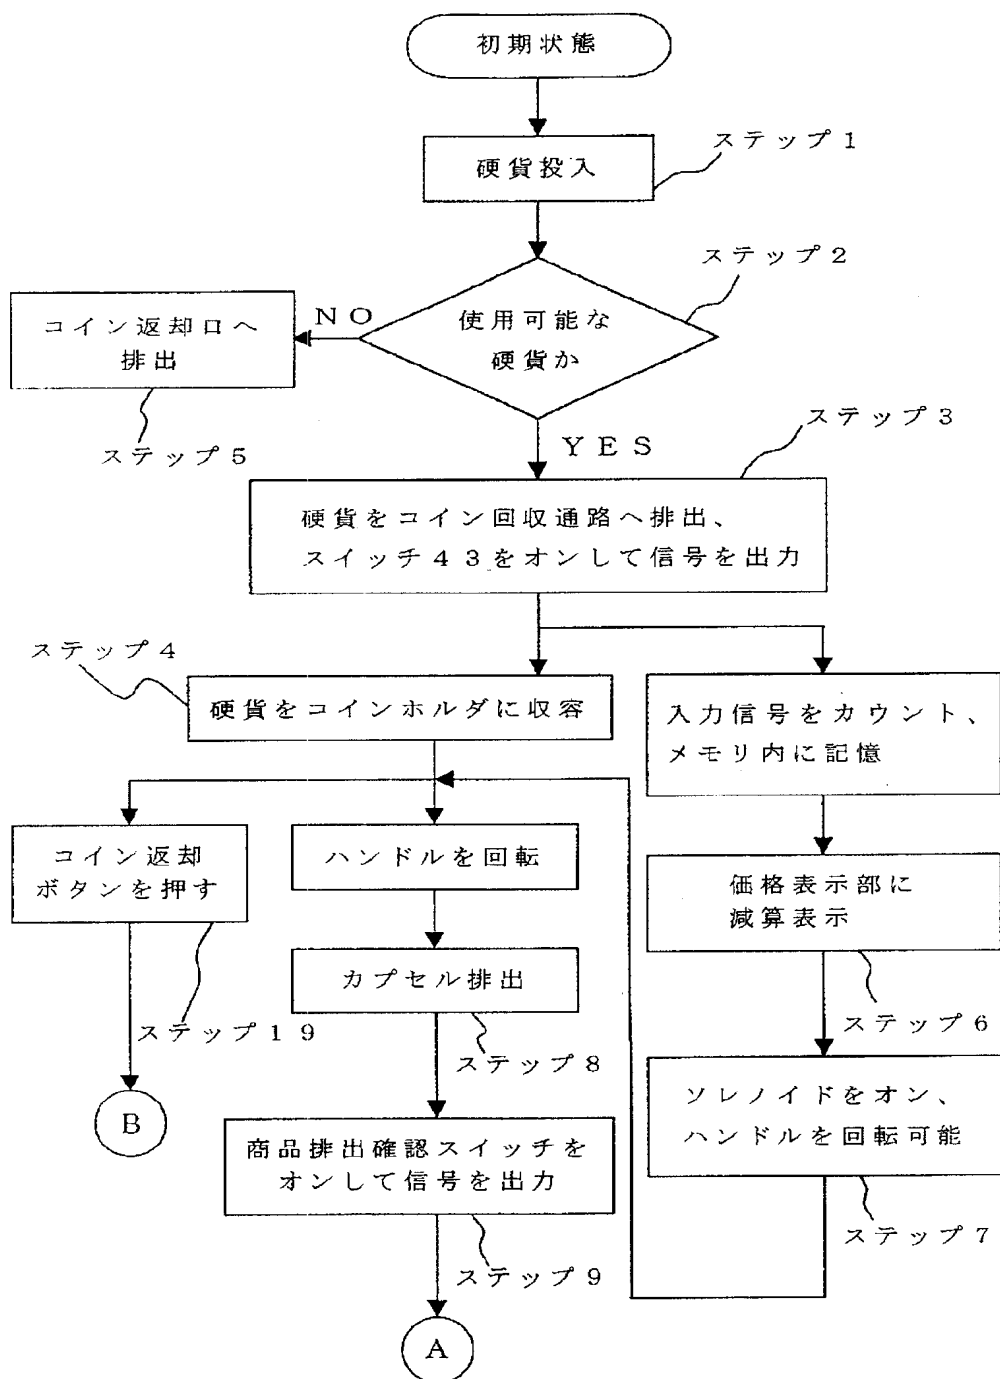 初期状態
硬貨投入
ステップ1
使用可能な
硬貨か
ステップ2
NO
コイン返却口へ
排出
ステップ5
YES
ステップ3
硬貨をコイン回収通路へ排出、
スイッチ43をオンして信号を出力
ステップ4
硬貨をコインホルダに収容
入力信号をカウント、
メモリ内に記憶
コイン返却
ボタンを押す
ステップ19
B
ハンドルを回転
カプセル排出
ステップ8
商品排出確認スイッチを
オンして信号を出力
ステップ9
A
価格表示部に
減算表示
ステップ6
ソレノイドをオン、
ハンドルを回転可能
ステップ7